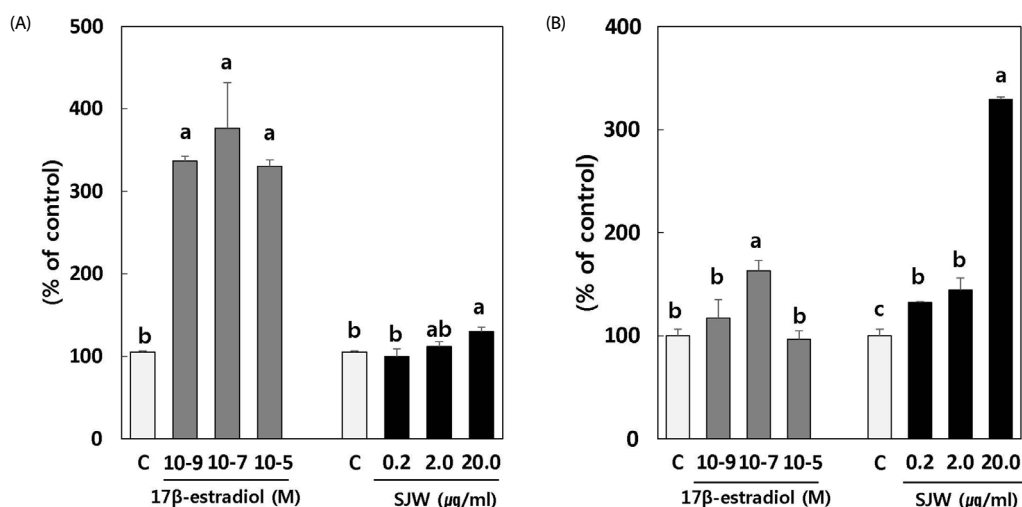 (A)
500
400
300
200
100
0
(% of control)
b
a
a
a
b
b
ab
a
C 10-9 10-7 10-5 C 0.2 2.0 20.0
17β-estradiol (M) SJW (μg/ml)
(B)
400
300
200
100
0
(% of control)
b
b
a
b
c
b
b
a
C 10-9 10-7 10-5 C 0.2 2.0 20.0
17β-estradiol (M) SJW (μg/ml)